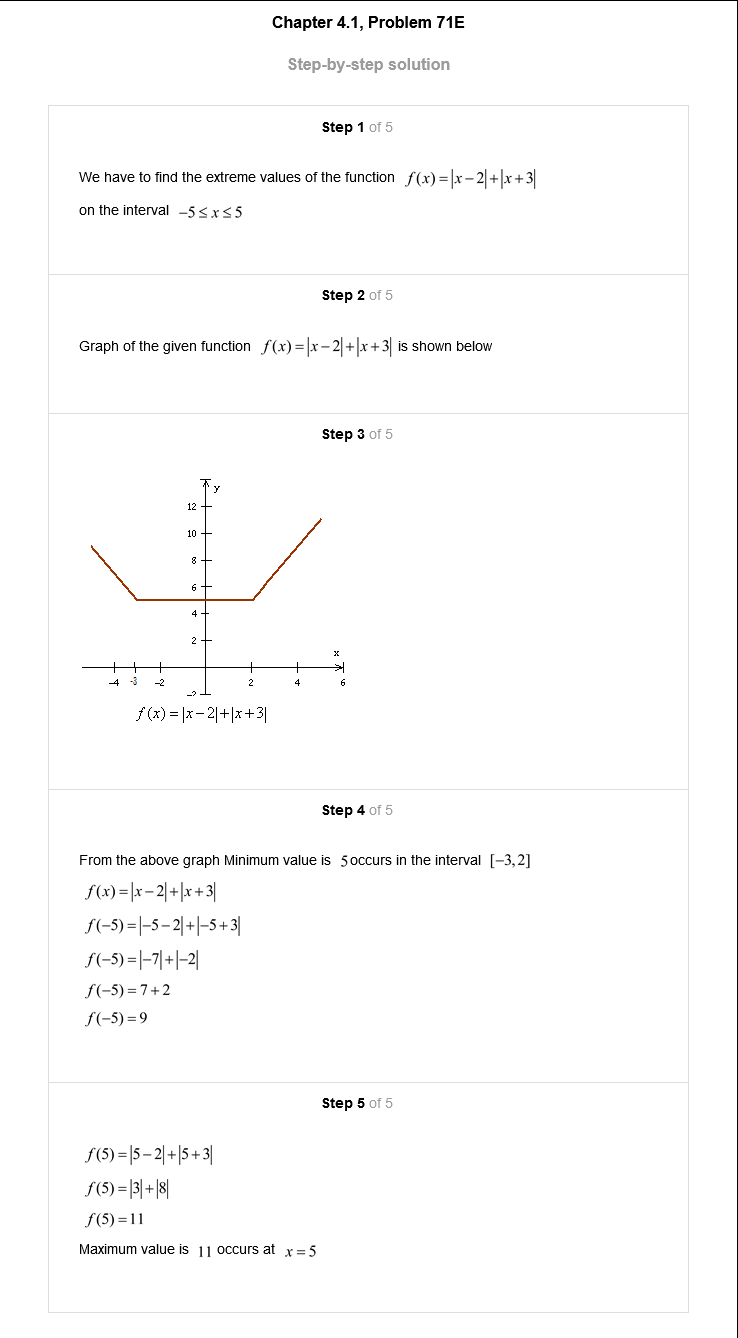 Chapter 4.1, Problem 71E
Step-by-step solution
Step 1 of 5
We have to find the extreme values of the function f(x)=|x−2|+|x+3|
on the interval −5≤x≤5
Step 2 of 5
Graph of the given function f(x)=|x−2|+|x+3| is shown below
Step 3 of 5
y
12
10
8
6
4
2
x
−4 -3 −2 2 4 6
−2
f(x)=|x−2|+|x+3|
Step 4 of 5
From the above graph Minimum value is 5 occurs in the interval [−3,2]
f(x)=|x−2|+|x+3|
f(−5)=|−5−2|+|−5+3|
f(−5)=|−7|+|−2|
f(−5)=7+2
f(−5)=9
Step 5 of 5
f(5)=|5−2|+|5+3|
f(5)=|3|+|8|
f(5)=11
Maximum value is 11 occurs at x=5